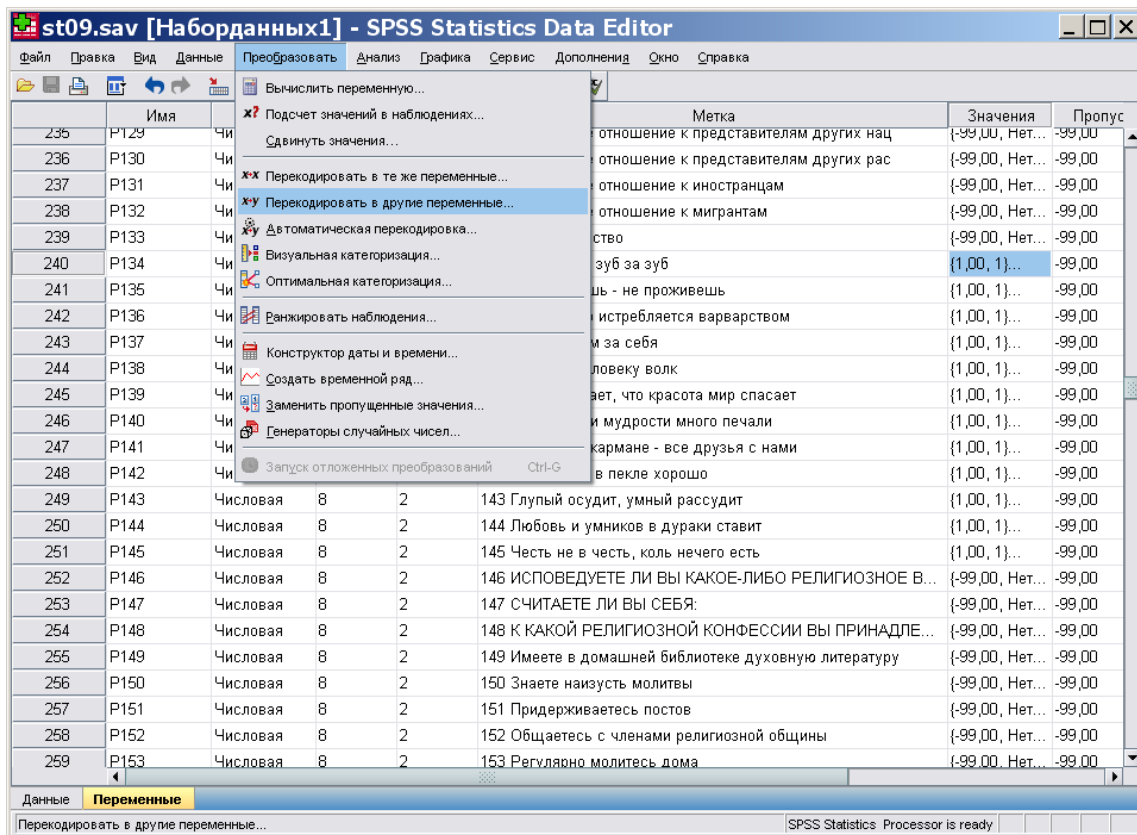 st09.sav [Наборданных1] - SPSS Statistics Data Editor
Файл Правка Вид Данные Преобразовать Анализ Графика Сервис Дополнения Окно Справка
Вычислить переменную...
Подсчет значений в наблюдениях...
Сдвинуть значения...
Перекодировать в те же переменные...
Перекодировать в другие переменные...
Автоматическая перекодировка...
Визуальная категоризация...
Оптимальная категоризация...
Ранжировать наблюдения...
Конструктор даты и времени...
Создать временной ряд...
Заменить пропущенные значения...
Генераторы случайных чисел...
Запуск отложенных преобразований Ctrl-G
Имя Метка Значения Пропус
235 P129 Чи отношение к представителям других нац {-99,00, Нет... -99,00
236 P130 Чи отношение к представителям других рас {-99,00, Нет... -99,00
237 P131 Чи отношение к иностранцам {-99,00, Нет... -99,00
238 P132 Чи отношение к мигрантам {-99,00, Нет... -99,00
239 P133 Чи ство {-99,00, Нет... -99,00
240 P134 Чи зуб за зуб {1,00, 1}... -99,00
241 P135 Чи шь - не проживешь {1,00, 1}... -99,00
242 P136 Чи истребляется варварством {1,00, 1}... -99,00
243 P137 Чи м за себя {1,00, 1}... -99,00
244 P138 Чи ловеку волк {1,00, 1}... -99,00
245 P139 Чи ает, что красота мир спасает {1,00, 1}... -99,00
246 P140 Чи и мудрости много печали {1,00, 1}... -99,00
247 P141 Чи кармане - все друзья с нами {1,00, 1}... -99,00
248 P142 Чи в пекле хорошо {1,00, 1}... -99,00
249 P143 Числовая 8 2 143 Глупый осудит, умный рассудит {1,00, 1}... -99,00
250 P144 Числовая 8 2 144 Любовь и умников в дураки ставит {1,00, 1}... -99,00
251 P145 Числовая 8 2 145 Честь не в честь, коль нечего есть {1,00, 1}... -99,00
252 P146 Числовая 8 2 146 ИСПОВЕДУЕТЕ ЛИ ВЫ КАКОЕ-ЛИБО РЕЛИГИОЗНОЕ В... {-99,00, Нет... -99,00
253 P147 Числовая 8 2 147 СЧИТАЕТЕ ЛИ ВЫ СЕБЯ: {-99,00, Нет... -99,00
254 P148 Числовая 8 2 148 К КАКОЙ РЕЛИГИОЗНОЙ КОНФЕССИИ ВЫ ПРИНАДЛЕ... {-99,00, Нет... -99,00
255 P149 Числовая 8 2 149 Имеете в домашней библиотеке духовную литературу {-99,00, Нет... -99,00
256 P150 Числовая 8 2 150 Знаете наизусть молитвы {-99,00, Нет... -99,00
257 P151 Числовая 8 2 151 Придерживаетесь постов {-99,00, Нет... -99,00
258 P152 Числовая 8 2 152 Общаетесь с членами религиозной общины {-99,00, Нет... -99,00
259 P153 Числовая 8 2 153 Регулярно молитесь дома {-99,00, Нет... -99,00
Данные Переменные
Перекодировать в другие переменные... SPSS Statistics Processor is ready